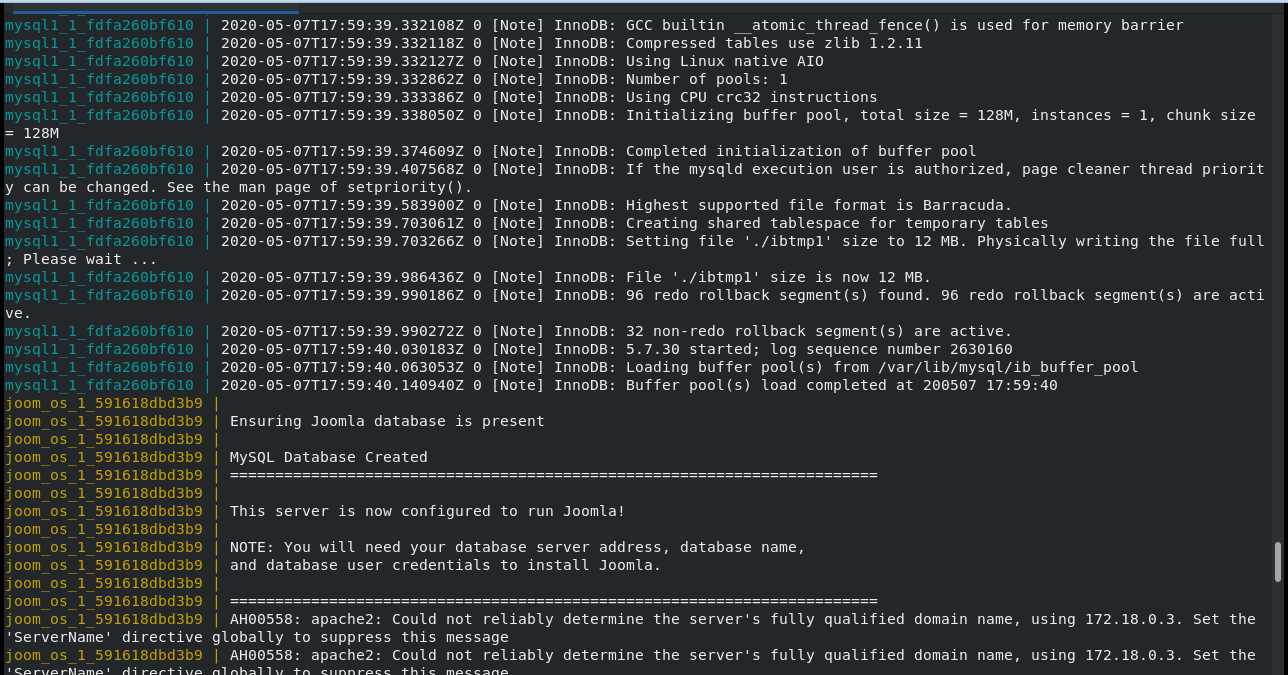 mysql1_1_fdfa260bf610 | 2020-05-07T17:59:39.332108Z 0 [Note] InnoDB: GCC builtin __atomic_thread_fence() is used for memory barrier
mysql1_1_fdfa260bf610 | 2020-05-07T17:59:39.332118Z 0 [Note] InnoDB: Compressed tables use zlib 1.2.11
mysql1_1_fdfa260bf610 | 2020-05-07T17:59:39.332127Z 0 [Note] InnoDB: Using Linux native AIO
mysql1_1_fdfa260bf610 | 2020-05-07T17:59:39.332862Z 0 [Note] InnoDB: Number of pools: 1
mysql1_1_fdfa260bf610 | 2020-05-07T17:59:39.333386Z 0 [Note] InnoDB: Using CPU crc32 instructions
mysql1_1_fdfa260bf610 | 2020-05-07T17:59:39.338050Z 0 [Note] InnoDB: Initializing buffer pool, total size = 128M, instances = 1, chunk size
= 128M
mysql1_1_fdfa260bf610 | 2020-05-07T17:59:39.374609Z 0 [Note] InnoDB: Completed initialization of buffer pool
mysql1_1_fdfa260bf610 | 2020-05-07T17:59:39.407568Z 0 [Note] InnoDB: If the mysqld execution user is authorized, page cleaner thread priorit
y can be changed. See the man page of setpriority().
mysql1_1_fdfa260bf610 | 2020-05-07T17:59:39.583900Z 0 [Note] InnoDB: Highest supported file format is Barracuda.
mysql1_1_fdfa260bf610 | 2020-05-07T17:59:39.703061Z 0 [Note] InnoDB: Creating shared tablespace for temporary tables
mysql1_1_fdfa260bf610 | 2020-05-07T17:59:39.703266Z 0 [Note] InnoDB: Setting file './ibtmp1' size to 12 MB. Physically writing the file full
; Please wait ...
mysql1_1_fdfa260bf610 | 2020-05-07T17:59:39.986436Z 0 [Note] InnoDB: File './ibtmp1' size is now 12 MB.
mysql1_1_fdfa260bf610 | 2020-05-07T17:59:39.990186Z 0 [Note] InnoDB: 96 redo rollback segment(s) found. 96 redo rollback segment(s) are acti
ve.
mysql1_1_fdfa260bf610 | 2020-05-07T17:59:39.990272Z 0 [Note] InnoDB: 32 non-redo rollback segment(s) are active.
mysql1_1_fdfa260bf610 | 2020-05-07T17:59:40.030183Z 0 [Note] InnoDB: 5.7.30 started; log sequence number 2630160
mysql1_1_fdfa260bf610 | 2020-05-07T17:59:40.063053Z 0 [Note] InnoDB: Loading buffer pool(s) from /var/lib/mysql/ib_buffer_pool
mysql1_1_fdfa260bf610 | 2020-05-07T17:59:40.140940Z 0 [Note] InnoDB: Buffer pool(s) load completed at 200507 17:59:40
joom_os_1_591618dbd3b9 |
joom_os_1_591618dbd3b9 | Ensuring Joomla database is present
joom_os_1_591618dbd3b9 |
joom_os_1_591618dbd3b9 | MySQL Database Created
joom_os_1_591618dbd3b9 | ========================================================================
joom_os_1_591618dbd3b9 |
joom_os_1_591618dbd3b9 | This server is now configured to run Joomla!
joom_os_1_591618dbd3b9 |
joom_os_1_591618dbd3b9 | NOTE: You will need your database server address, database name,
joom_os_1_591618dbd3b9 | and database user credentials to install Joomla.
joom_os_1_591618dbd3b9 |
joom_os_1_591618dbd3b9 | ========================================================================
joom_os_1_591618dbd3b9 | AH00558: apache2: Could not reliably determine the server's fully qualified domain name, using 172.18.0.3. Set the
'ServerName' directive globally to suppress this message
joom_os_1_591618dbd3b9 | AH00558: apache2: Could not reliably determine the server's fully qualified domain name, using 172.18.0.3. Set the
'ServerName' directive globally to suppress this message